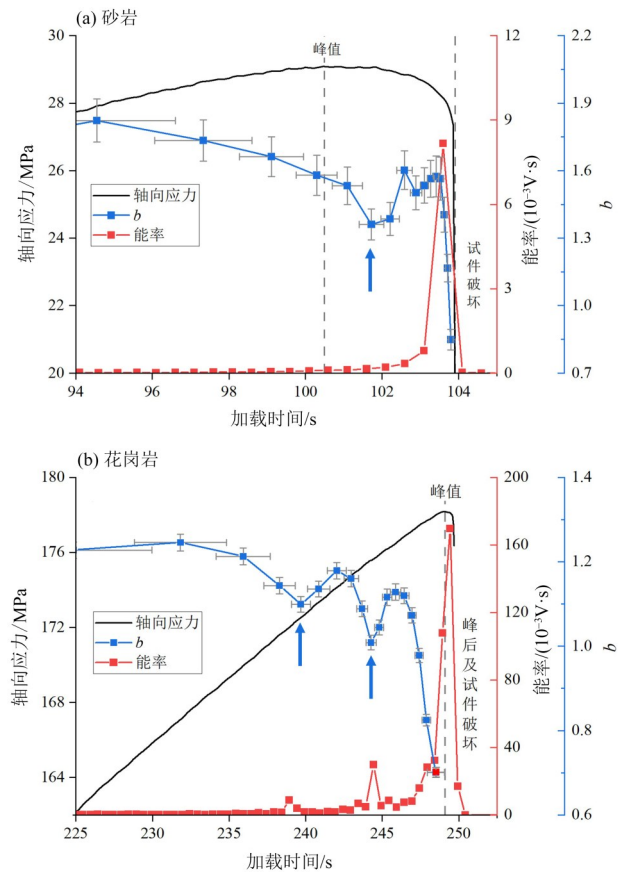 (a) 砂岩
30
28
26
24
22
20
轴向应力/MPa
94
96
98
100
102
104
加载时间/s
12
9
6
3
0
能率/(10⁻³V·s)
2.2
1.9
1.6
1.3
1.0
0.7
b
峰值
试件破坏
轴向应力
b
能率
(b) 花岗岩
180
176
172
168
164
轴向应力/MPa
225
230
235
240
245
250
加载时间/s
200
160
120
80
40
0
能率/(10⁻³V·s)
1.4
1.2
1.0
0.8
0.6
b
峰值
峰后及试件破坏
轴向应力
b
能率